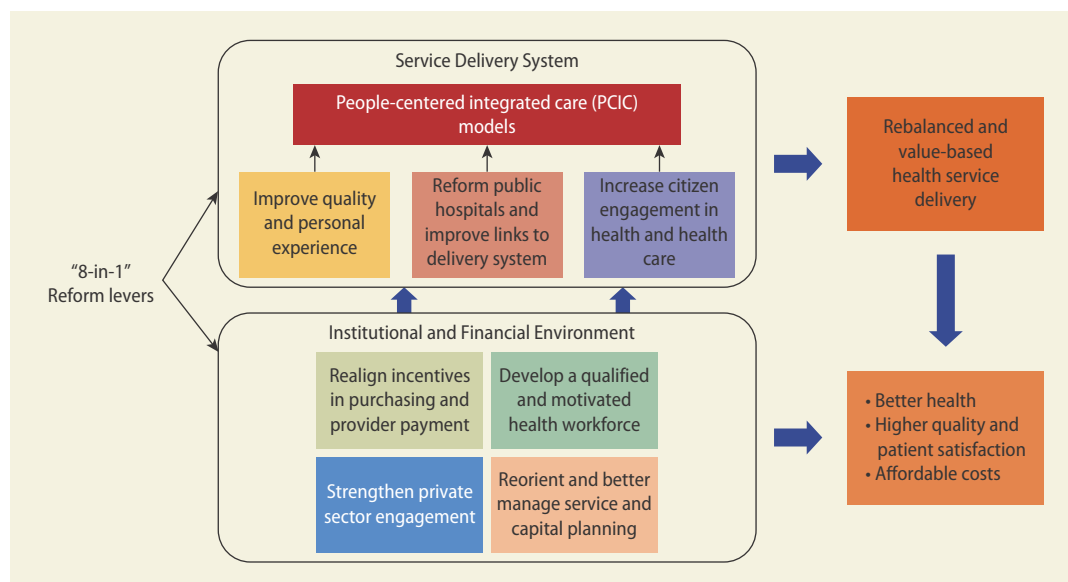 Service Delivery System
People-centered integrated care (PCIC)
models
Improve quality
and personal
experience
Reform public
hospitals and
improve links to
delivery system
Increase citizen
engagement in
health and health
care
Rebalanced and
value-based
health service
delivery
“8-in-1”
Reform levers
Institutional and Financial Environment
Realign incentives
in purchasing and
provider payment
Develop a qualified
and motivated
health workforce
Strengthen private
sector engagement
Reorient and better
manage service and
capital planning
• Better health
• Higher quality and
patient satisfaction
• Affordable costs